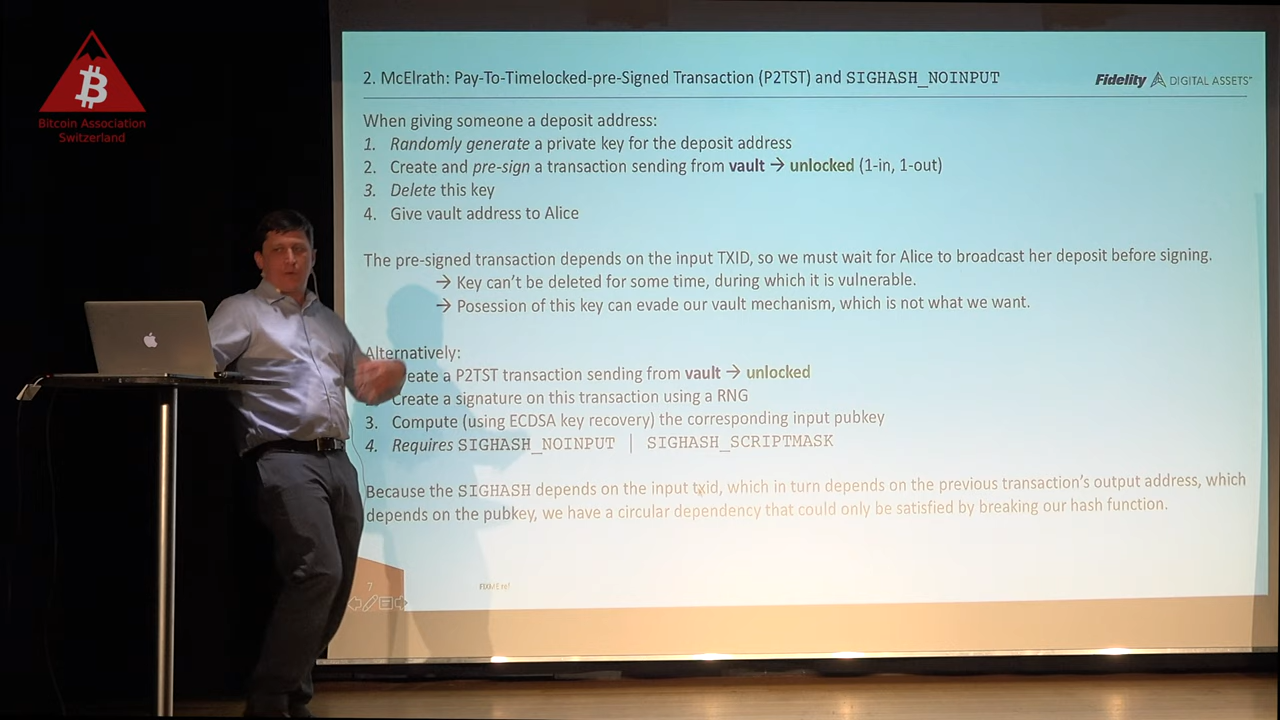 Bitcoin Association
Switzerland
2. McElrath: Pay-To-Timelocked-pre-Signed Transaction (P2TST) and SIGHASH_NOINPUT
Fidelity DIGITAL ASSETS
When giving someone a deposit address:
1. Randomly generate a private key for the deposit address
2. Create and pre-sign a transaction sending from vault → unlocked (1-in, 1-out)
3. Delete this key
4. Give vault address to Alice
The pre-signed transaction depends on the input TXID, so we must wait for Alice to broadcast her deposit before signing.
→ Key can't be deleted for some time, during which it is vulnerable.
→ Posession of this key can evade our vault mechanism, which is not what we want.
Alternatively:
a P2TST transaction sending from vault → unlocked
Create a signature on this transaction using a RNG
3. Compute (using ECDSA key recovery) the corresponding input pubkey
4. Requires SIGHASH_NOINPUT | SIGHASH_SCRIPTMASK
Because the SIGHASH depends on the input txid, which in turn depends on the previous transaction's output address, which
depends on the pubkey, we have a circular dependency that could only be satisfied by breaking our hash function.
7